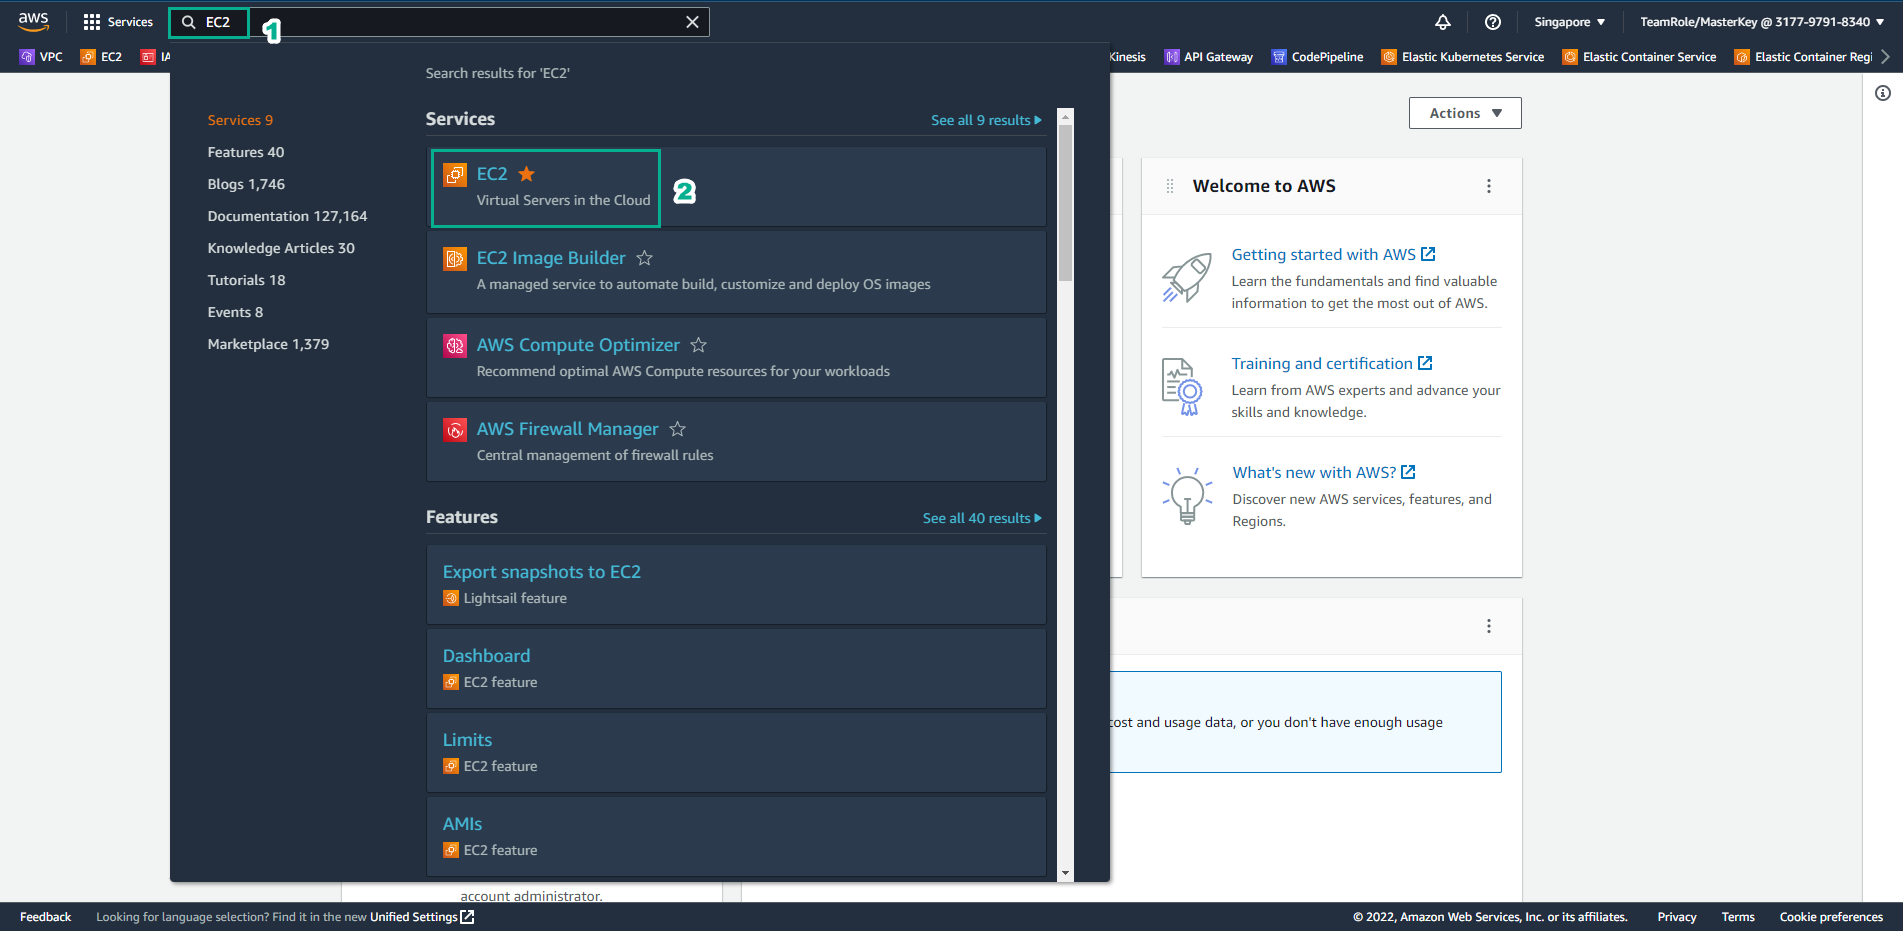 aws
Services
EC2
1
Singapore
TeamRole/MasterKey @ 3177-9791-8340
VPC
EC2
IA
Kinesis
API Gateway
CodePipeline
Elastic Kubernetes Service
Elastic Container Service
Elastic Container Regi
Search results for 'EC2'
Services 9
Features 40
Blogs 1,746
Documentation 127,164
Knowledge Articles 30
Tutorials 18
Events 8
Marketplace 1,379
Services
See all 9 results
EC2
Virtual Servers in the Cloud
2
EC2 Image Builder
A managed service to automate build, customize and deploy OS images
AWS Compute Optimizer
Recommend optimal AWS Compute resources for your workloads
AWS Firewall Manager
Central management of firewall rules
Features
See all 40 results
Export snapshots to EC2
Lightsail feature
Dashboard
EC2 feature
Limits
EC2 feature
AMIs
EC2 feature
Actions
Welcome to AWS
Getting started with AWS
Learn the fundamentals and find valuable
information to get the most out of AWS.
Training and certification
Learn from AWS experts and advance your
skills and knowledge.
What's new with AWS?
Discover new AWS services, features, and
Regions.
cost and usage data, or you don't have enough usage
account administrator.
Feedback
Looking for language selection? Find it in the new Unified Settings
© 2022, Amazon Web Services, Inc. or its affiliates.
Privacy
Terms
Cookie preferences